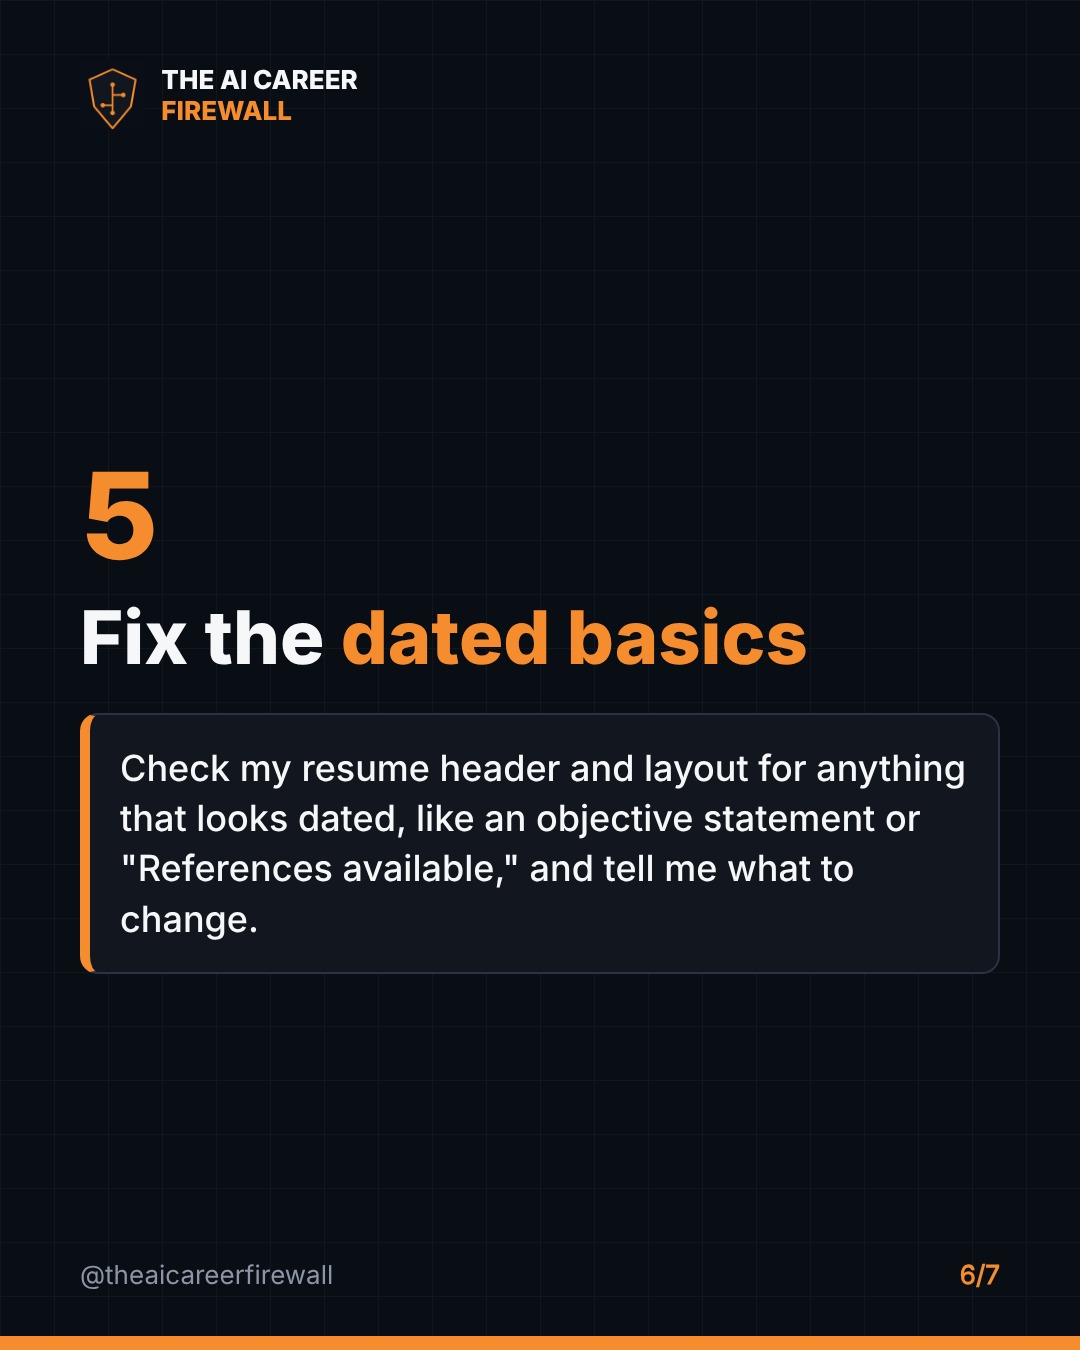 THE AI CAREER
FIREWALL
5
Fix the dated basics
Check my resume header and layout for anything
that looks dated, like an objective statement or
"References available," and tell me what to
change.
@theaicareerfirewall
6/7